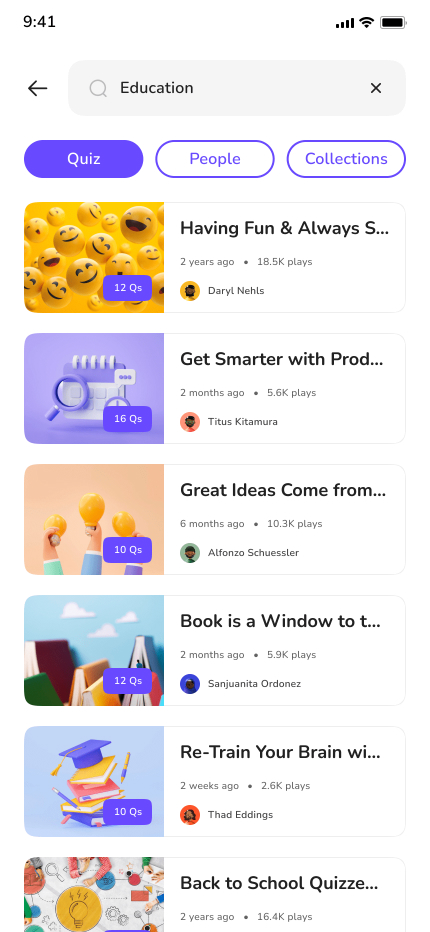 9:41
Education
Quiz
People
Collections
Having Fun & Always S...
2 years ago • 18.5K plays
12 Qs
Daryl Nehls
Get Smarter with Prod...
2 months ago • 5.6K plays
16 Qs
Titus Kitamura
Great Ideas Come from...
6 months ago • 10.3K plays
10 Qs
Alfonzo Schuessler
Book is a Window to t...
2 months ago • 5.9K plays
12 Qs
Sanjuanita Ordonez
Re-Train Your Brain wi...
2 weeks ago • 2.6K plays
10 Qs
Thad Eddings
Back to School Quizze...
2 years ago • 16.4K plays